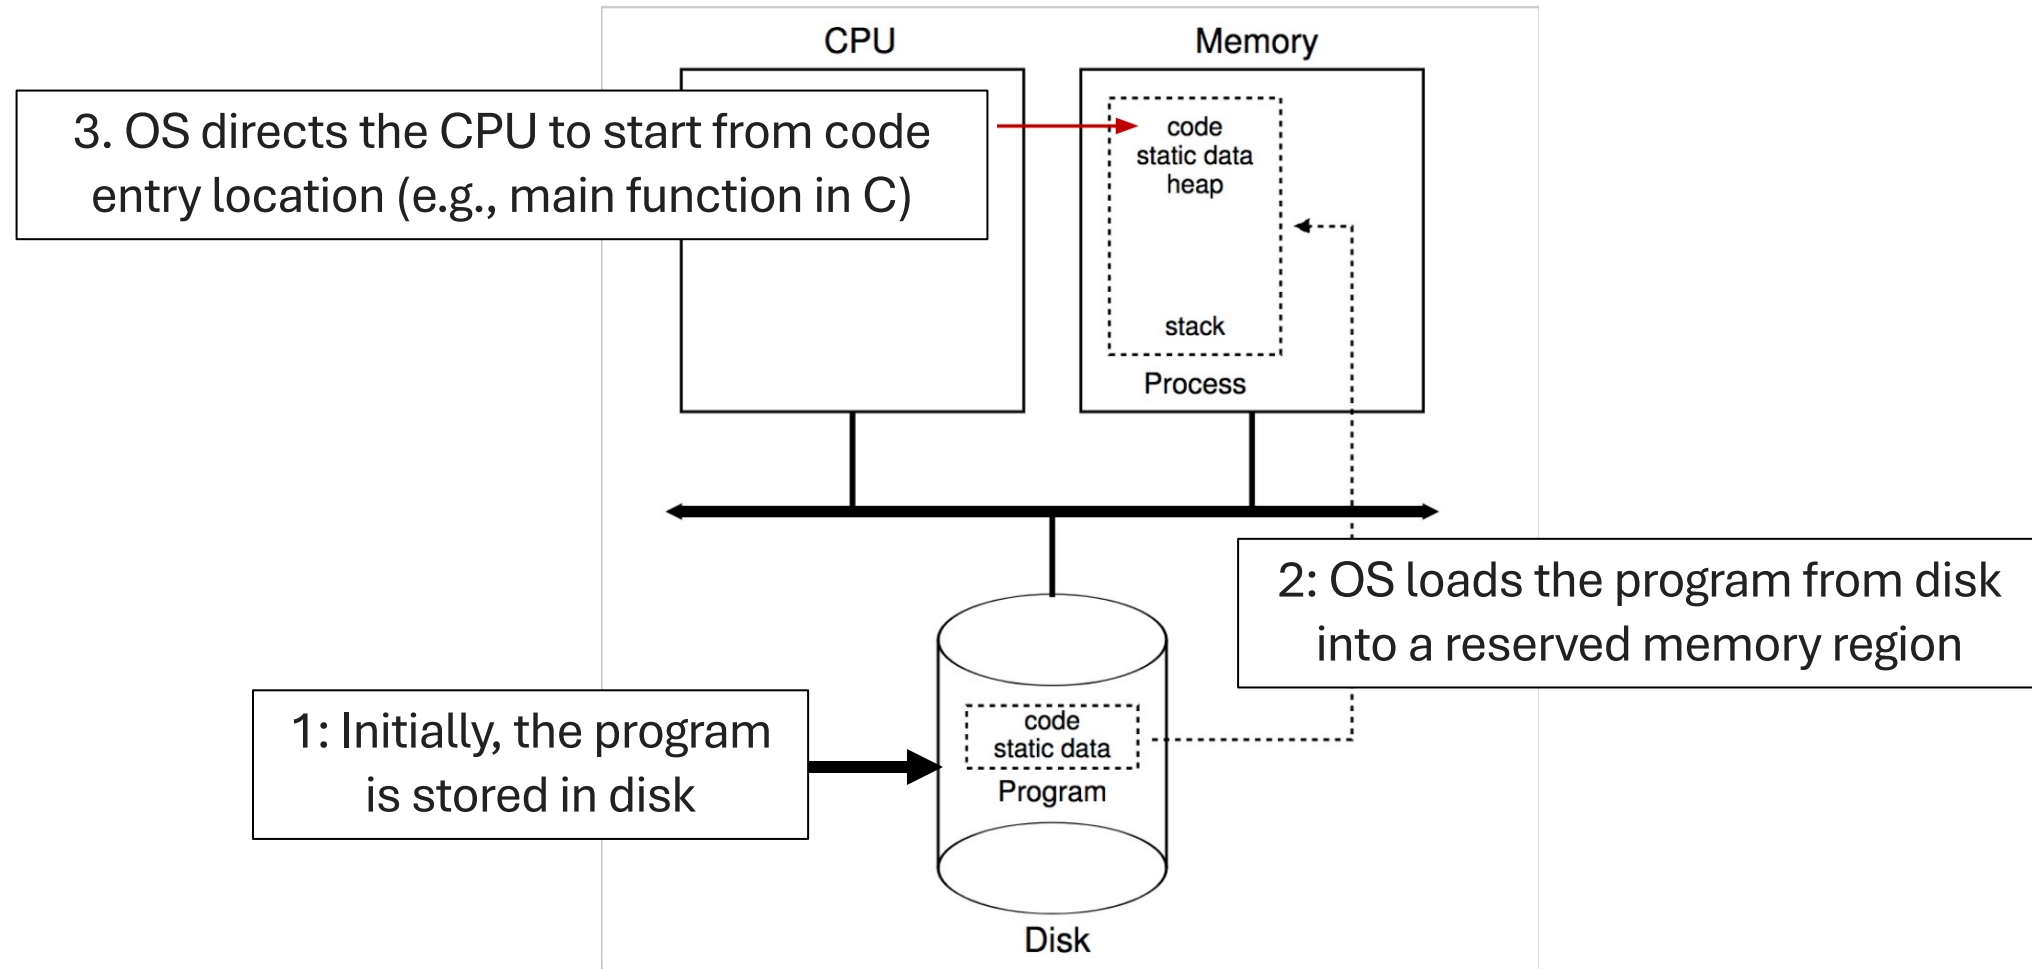 CPU
Memory
3. OS directs the CPU to start from code
entry location (e.g., main function in C)
code
static data
heap
stack
Process
2: OS loads the program from disk
into a reserved memory region
1: Initially, the program
is stored in disk
code
static data
Program
Disk